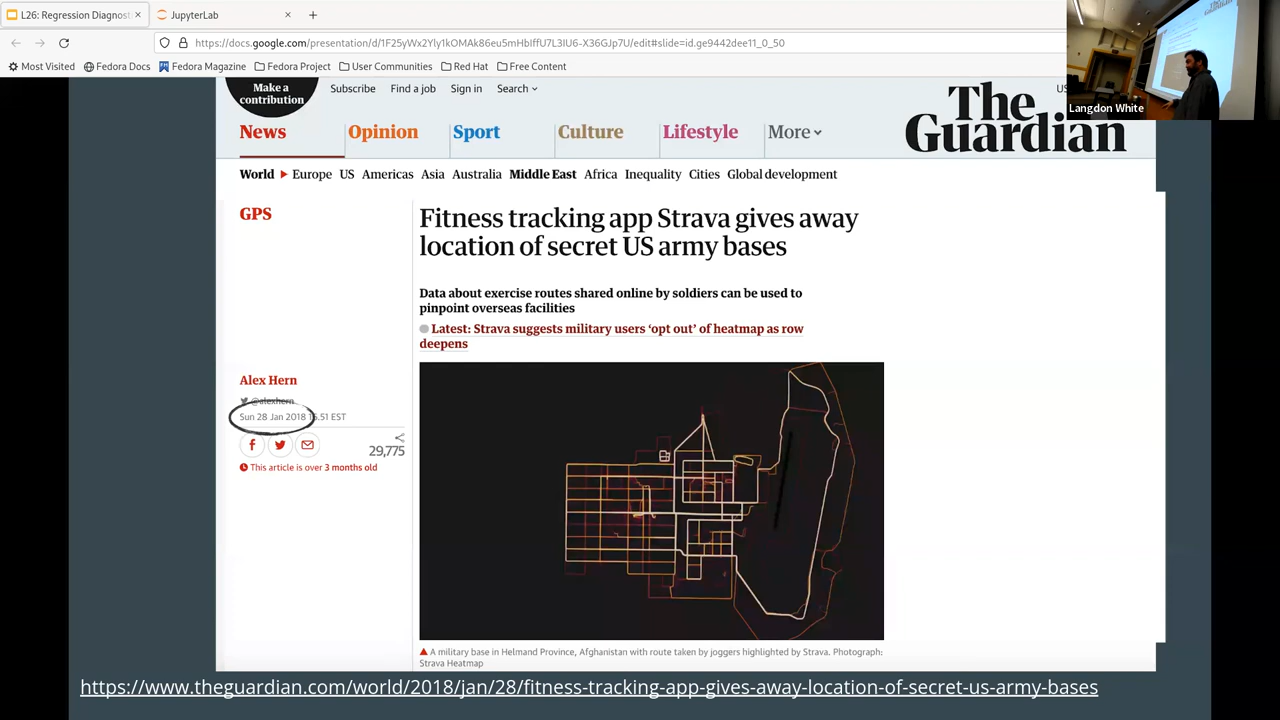 L26: Regression Diagnost
JupyterLab
https://docs.google.com/presentation/d/1F25yWx2Yly1kOMAk86eu5mHbIffU7L3IU6-X36GJp7U/edit#slide=id.ge9442dee11_0_50
Most Visited
Fedora Docs
Fedora Magazine
Fedora Project
User Communities
Red Hat
Free Content
Langdon White
Make a
contribution
Subscribe
Find a job
Sign in
Search
US
The
Guardian
News
Opinion
Sport
Culture
Lifestyle
More
World
Europe
US
Americas
Asia
Australia
Middle East
Africa
Inequality
Cities
Global development
GPS
Fitness tracking app Strava gives away
location of secret US army bases
Data about exercise routes shared online by soldiers can be used to
pinpoint overseas facilities
Latest: Strava suggests military users ‘opt out’ of heatmap as row
deepens
Alex Hern
@alexhern
Sun 28 Jan 2018 .51 EST
29,775
This article is over 3 months old
A military base in Helmand Province, Afghanistan with route taken by joggers highlighted by Strava. Photograph:
Strava Heatmap
https://www.theguardian.com/world/2018/jan/28/fitness-tracking-app-gives-away-location-of-secret-us-army-bases